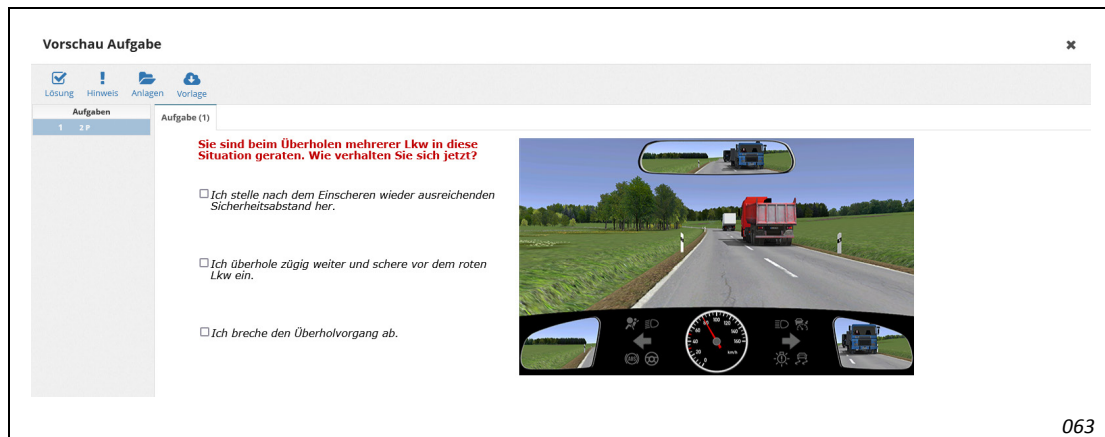 Vorschau Aufgabe
Lösung Hinweis Anlagen Vorlage
Aufgaben
1 2 P
Aufgabe (1)
Sie sind beim Überholen mehrerer Lkw in diese
Situation geraten. Wie verhalten Sie sich jetzt?
Ich stelle nach dem Einscheren wieder ausreichenden
Sicherheitsabstand her.
Ich überhole zügig weiter und schere vor dem roten
Lkw ein.
Ich breche den Überholvorgang ab.
063